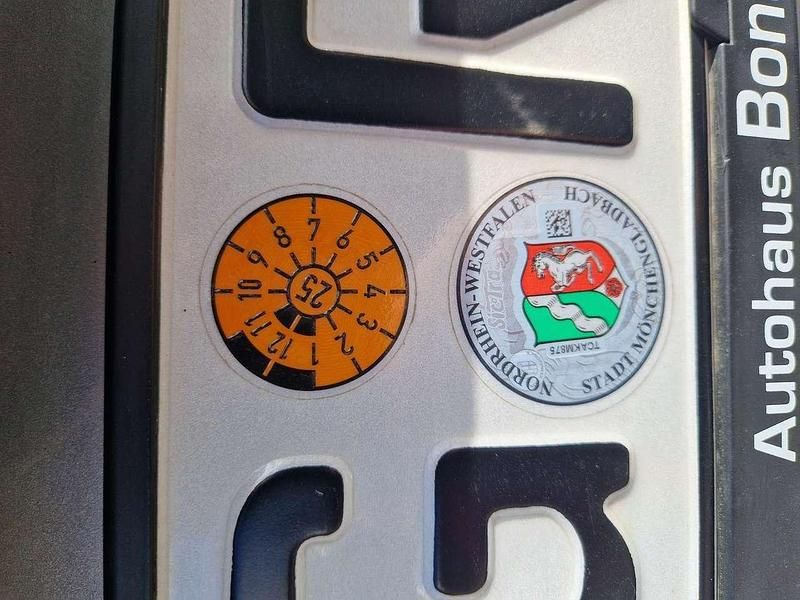 1 2 3 4 5 6 7 8 9 10 11 12
25
NORDRHEIN-WESTFALEN
STADT MÖNCHENGLADBACH
TCAKM875
Autohaus Bon